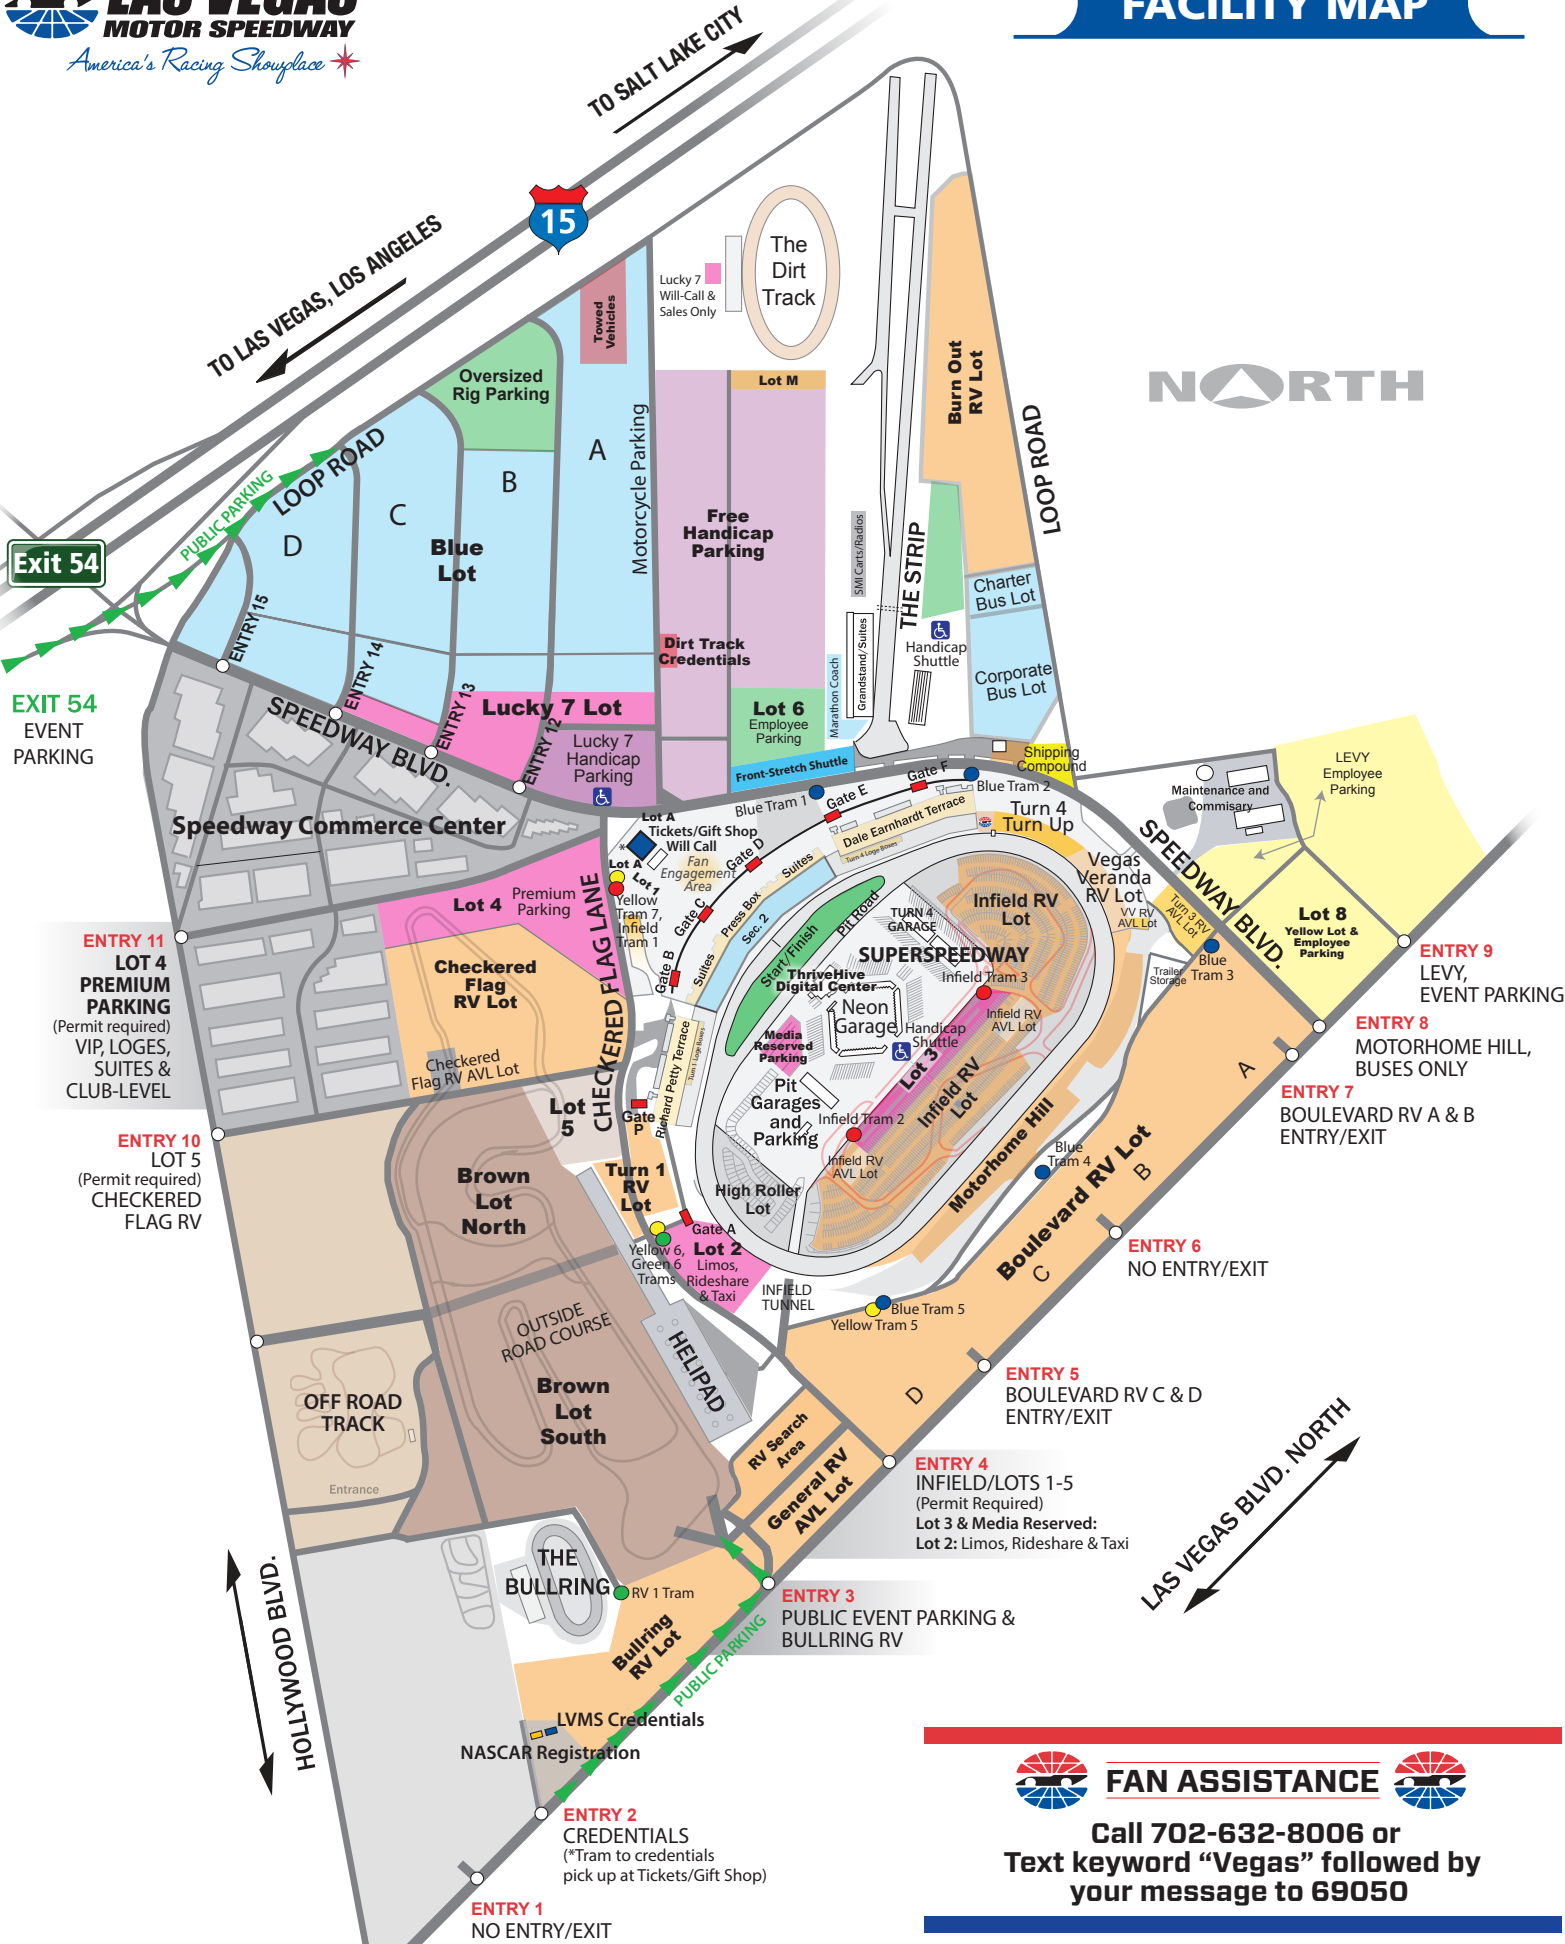 LAS VEGAS
MOTOR SPEEDWAY
America's Racing Showplace
FACILITY MAP
TO SALT LAKE CITY
15
TO LAS VEGAS, LOS ANGELES
The
Dirt
Track
Lucky 7
Will-Call &
Sales Only
Towed
Vehicles
Oversized
Rig Parking
Lot M
Burn Out
RV Lot
NORTH
LOOP ROAD
LOOP ROAD
PUBLIC PARKING
A
B
C
D
Blue
Lot
Motorcycle Parking
Free
Handicap
Parking
SMI Carts/Radios
THE STRIP
Exit 54
Charter
Bus Lot
ENTRY 15
ENTRY 14
ENTRY 13
ENTRY 12
Dirt Track
Credentials
Handicap
Shuttle
Grandstand/Suites
Marathon Coach
Corporate
Bus Lot
EXIT 54
EVENT
PARKING
Lucky 7 Lot
Lot 6
Employee
Parking
SPEEDWAY BLVD.
Lucky 7
Handicap
Parking
Front-Stretch Shuttle
Shipping
Compound
LEVY
Employee
Parking
Maintenance and
Commisary
Gate F
Blue Tram 2
Blue Tram 1
Gate E
Turn 4
Turn Up
Dale Earnhardt Terrace
Turn 4 Loge Boxes
Speedway Commerce Center
Lot A
Tickets/Gift Shop
Will Call
*
Fan
Engagement
Area
Gate D
Lot A
Lot 1
Suites
Vegas
Veranda
RV Lot
SPEEDWAY BLVD.
Yellow
Tram 7,
Infield
Tram 1
Gate C
Press Box
Sec. 2
Pit Road
Start/Finish
TURN 4
GARAGE
Infield RV
Lot
VV RV
AVL Lot
Turn 3 RV
AVL Lot
Lot 8
Yellow Lot &
Employee
Parking
Lot 4
Premium
Parking
ENTRY 11
LOT 4
PREMIUM
PARKING
(Permit required)
VIP, LOGES,
SUITES &
CLUB-LEVEL
Checkered
Flag
RV Lot
Gate B
Suites
SUPERSPEEDWAY
ThriveHive
Digital Center
Infield Tram 3
Trailer
Storage
Blue
Tram 3
ENTRY 9
LEVY,
EVENT PARKING
CHECKERED FLAG LANE
Neon
Garage
Infield RV
AVL Lot
Handicap
Shuttle
Media
Reserved
Parking
Lot 3
ENTRY 8
MOTORHOME HILL,
BUSES ONLY
Checkered
Flag RV AVL Lot
Richard Petty Terrace
Turn 1 Loge Boxes
Pit
Garages
and
Parking
Infield RV
Lot
A
ENTRY 7
BOULEVARD RV A & B
ENTRY/EXIT
Lot
5
Gate
P
Infield Tram 2
Infield RV
AVL Lot
Motorhome Hill
Blue
Tram 4
Boulevard RV Lot
B
ENTRY 10
LOT 5
(Permit required)
CHECKERED
FLAG RV
Brown
Lot
North
Turn 1
RV
Lot
High Roller
Lot
Gate A
Yellow 6,
Green 6
Trams
Lot 2
Limos,
Rideshare
& Taxi
INFIELD
TUNNEL
C
ENTRY 6
NO ENTRY/EXIT
OUTSIDE
ROAD COURSE
Blue Tram 5
Yellow Tram 5
HELIPAD
OFF ROAD
TRACK
Entrance
Brown
Lot
South
D
ENTRY 5
BOULEVARD RV C & D
ENTRY/EXIT
RV Search
Area
General RV
AVL Lot
ENTRY 4
INFIELD/LOTS 1-5
(Permit Required)
Lot 3 & Media Reserved:
Lot 2: Limos, Rideshare & Taxi
LAS VEGAS BLVD. NORTH
THE
BULLRING
RV 1 Tram
HOLLYWOOD BLVD.
Bullring
RV Lot
PUBLIC PARKING
ENTRY 3
PUBLIC EVENT PARKING &
BULLRING RV
LVMS Credentials
NASCAR Registration
ENTRY 2
CREDENTIALS
(*Tram to credentials
pick up at Tickets/Gift Shop)
ENTRY 1
NO ENTRY/EXIT
FAN ASSISTANCE
Call 702-632-8006 or
Text keyword “Vegas” followed by
your message to 69050